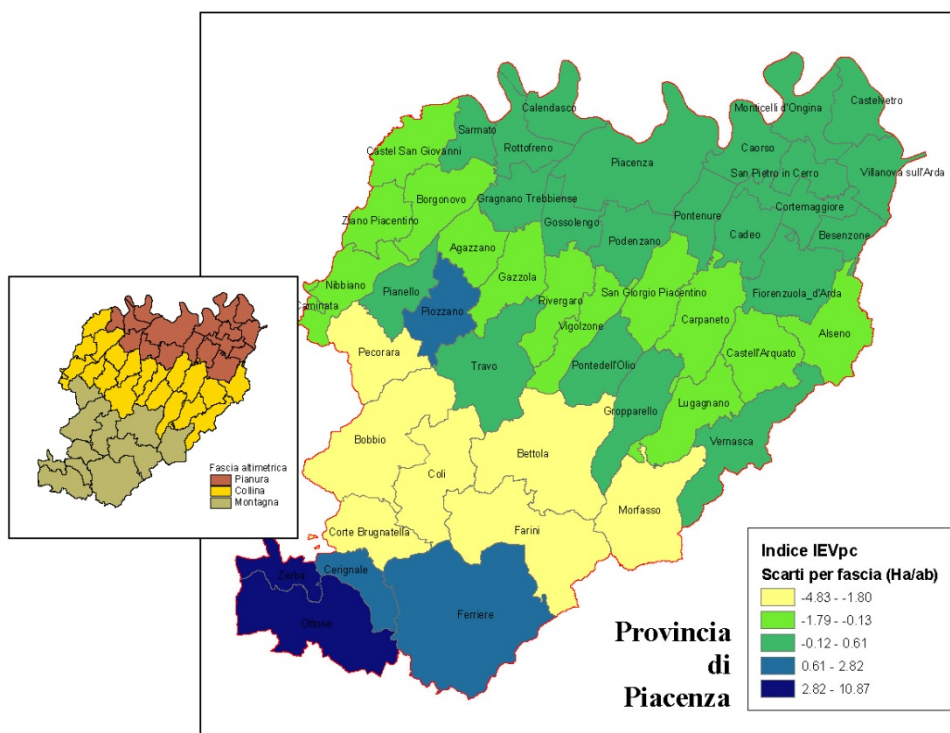 Calendasco
Monticelli d'Ongina
Castelvetro
Sarmato
Castel San Giovanni
Rottofreno
Piacenza
Caorso
San Pietro in Cerro
Villanova sull'Arda
Borgonovo
Gragnano Trebbiense
Ziano Piacentino
Gossolengo
Pontenure
Cortemaggiore
Podenzano
Cadeo
Besenzone
Agazzano
Gazzola
Nibbiano
Pianello
Rivergaro
San Giorgio Piacentino
Fiorenzuola_d'Arda
Caminata
Piozzano
Vigolzone
Carpaneto
Alseno
Pecorara
Travo
Pontedell'Olio
Castell'Arquato
Gropparello
Lugagnano
Bobbio
Coli
Bettola
Vernasca
Corte Brugnatella
Farini
Morfasso
Cerignale
Zerba
Ottone
Ferriere
Fascia altimetrica
Pianura
Collina
Montagna
Provincia
di
Piacenza
Indice IEVpc
Scarti per fascia (Ha/ab)
-4.83 - -1.80
-1.79 - -0.13
-0.12 - 0.61
0.61 - 2.82
2.82 - 10.87